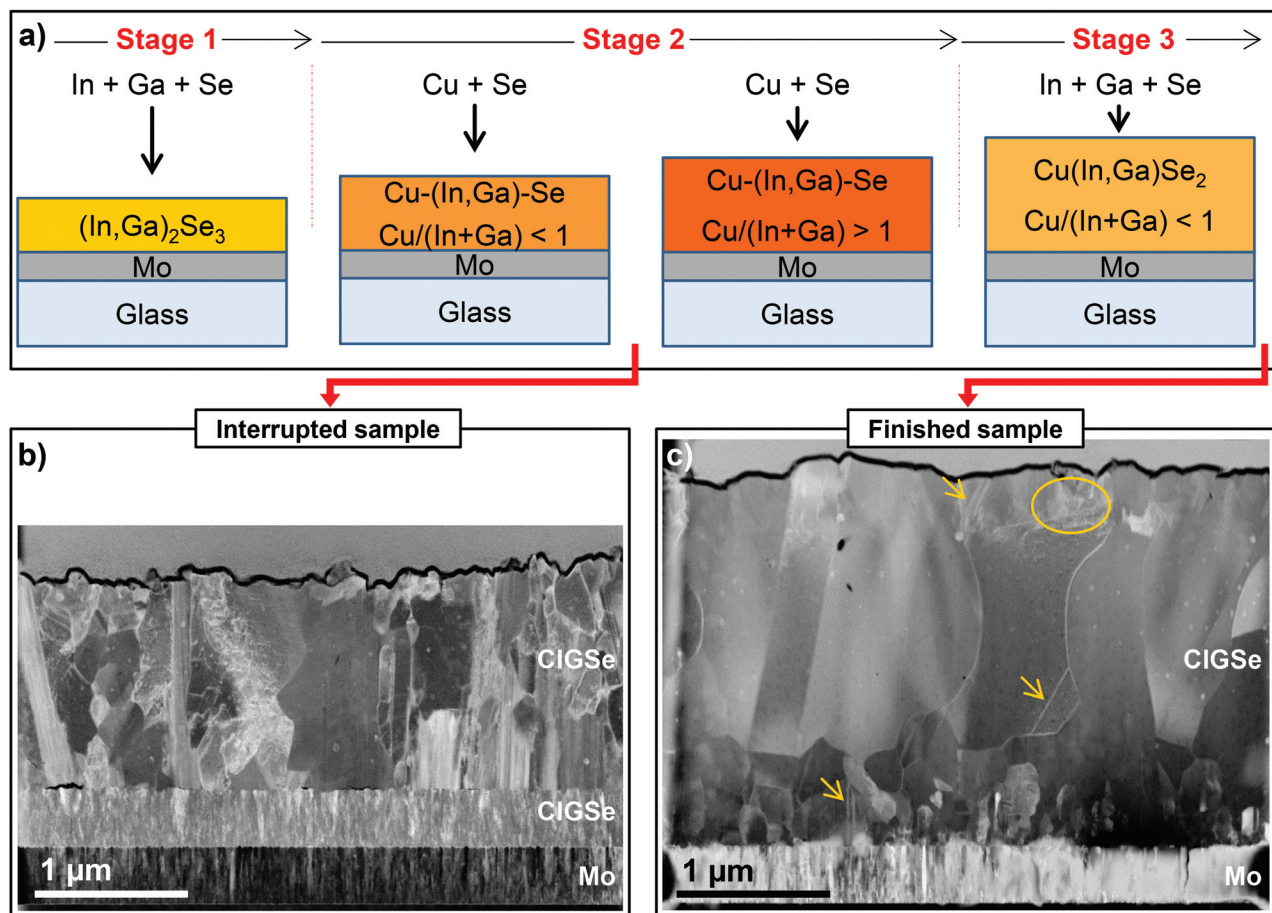 a)
Stage 1
Stage 2
Stage 3
In + Ga + Se
Cu + Se
Cu + Se
In + Ga + Se
(In,Ga)₂Se₃
Mo
Glass
Cu-(In,Ga)-Se
Cu/(In+Ga) < 1
Mo
Glass
Cu-(In,Ga)-Se
Cu/(In+Ga) > 1
Mo
Glass
Cu(In,Ga)Se₂
Cu/(In+Ga) < 1
Mo
Glass
Interrupted sample
b)
CIGSe
CIGSe
1 µm
Mo
Finished sample
c)
CIGSe
1 µm
Mo